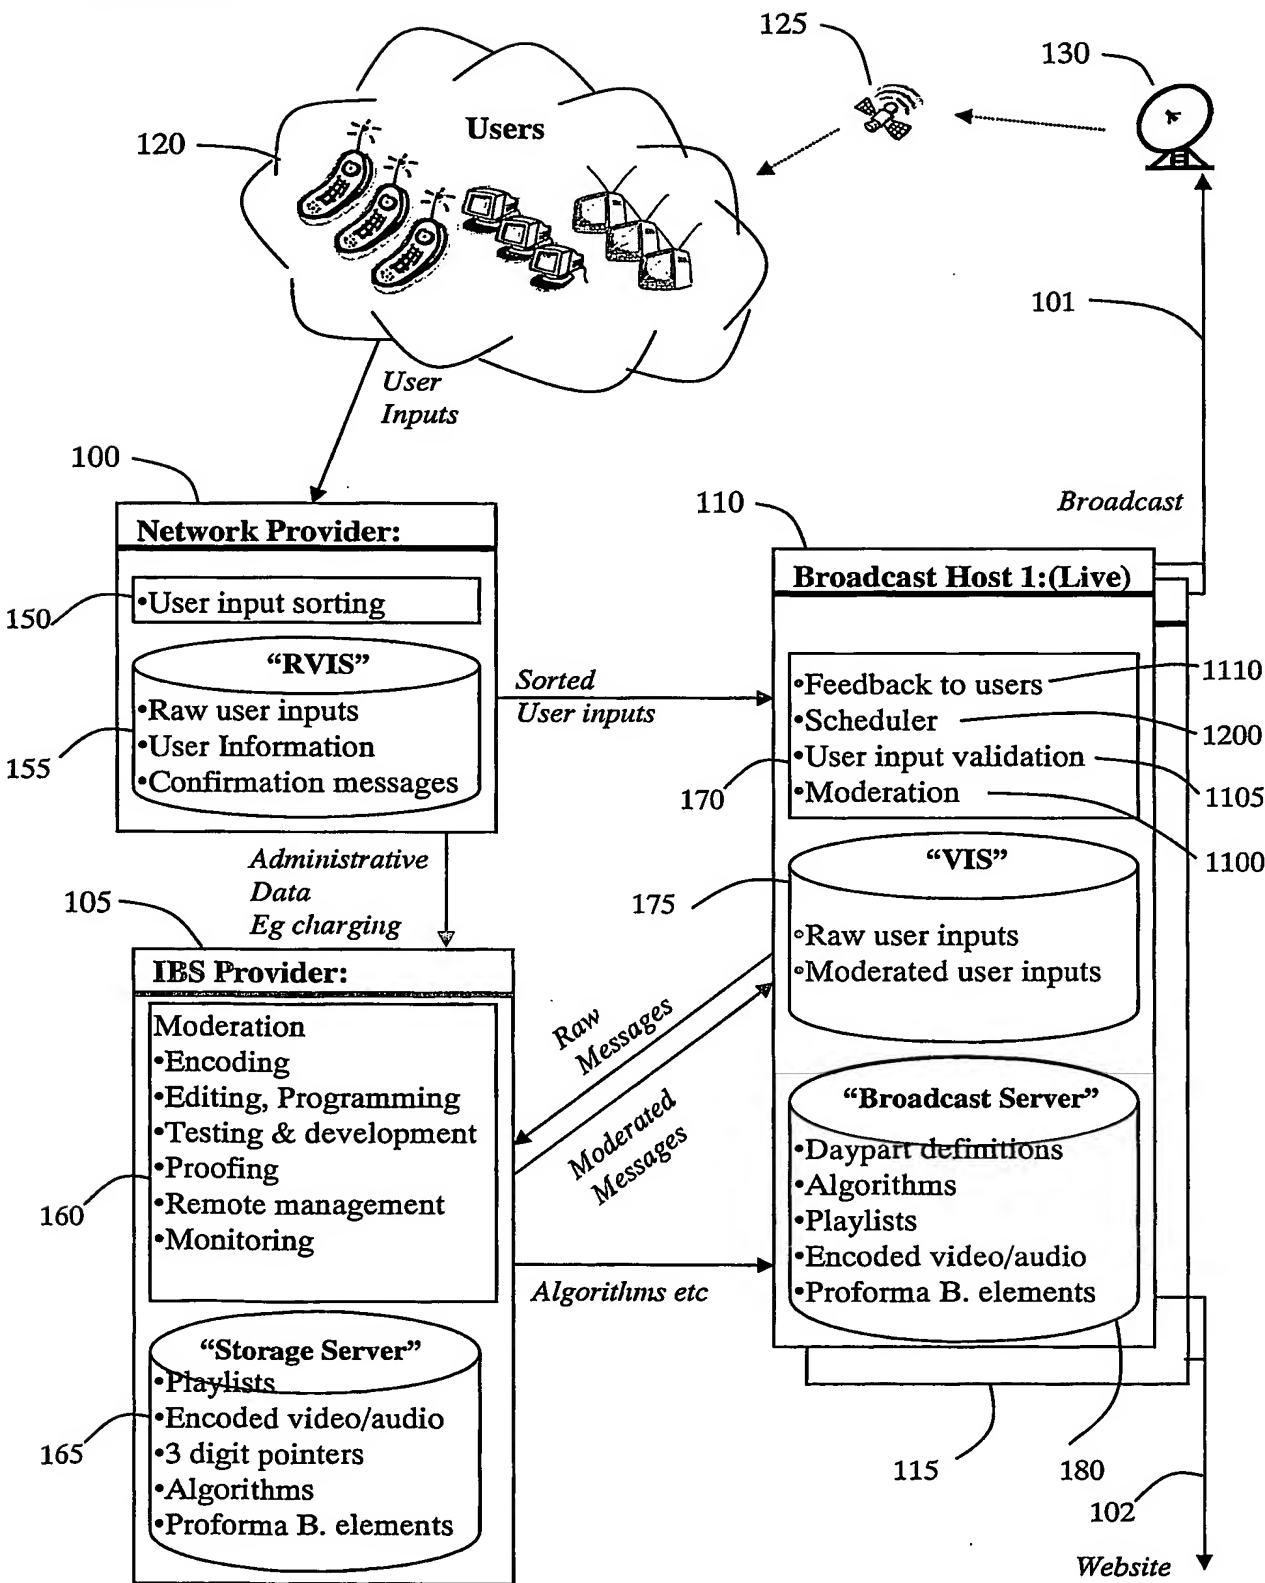 125
130
120
Users
101
User
Inputs
100
Network Provider:
•User input sorting
150
"RVIS"
•Raw user inputs
•User Information
•Confirmation messages
155
Sorted
User inputs
Broadcast
110
Broadcast Host 1:(Live)
•Feedback to users
•Scheduler
•User input validation
•Moderation
1110
1200
1105
1100
170
"VIS"
175
◦Raw user inputs
◦Moderated user inputs
Administrative
Data
Eg charging
105
IBS Provider:
Moderation
•Encoding
•Editing, Programming
•Testing & development
•Proofing
•Remote management
•Monitoring
160
Raw
Messages
Moderated
Messages
Algorithms etc
"Broadcast Server"
•Daypart definitions
•Algorithms
•Playlists
•Encoded video/audio
•Proforma B. elements
"Storage Server"
•Playlists
•Encoded video/audio
•3 digit pointers
•Algorithms
•Proforma B. elements
165
115
180
102
Website